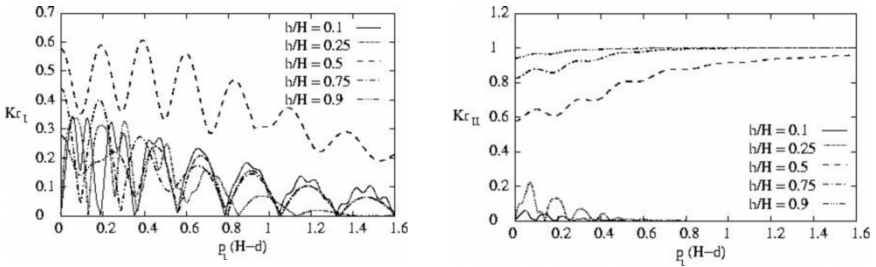 0.7
0.6
0.5
0.4
0.3
0.2
0.1
0
Kr_I
0 0.2 0.4 0.6 0.8 1 1.2 1.4 1.6
p_i (H-d)
h/H = 0.1
h/H = 0.25
h/H = 0.5
h/H = 0.75
h/H = 0.9
1.2
1
0.8
0.6
0.4
0.2
0
Kr_II
0 0.2 0.4 0.6 0.8 1 1.2 1.4 1.6
p_i (H-d)
h/H = 0.1
h/H = 0.25
h/H = 0.5
h/H = 0.75
h/H = 0.9